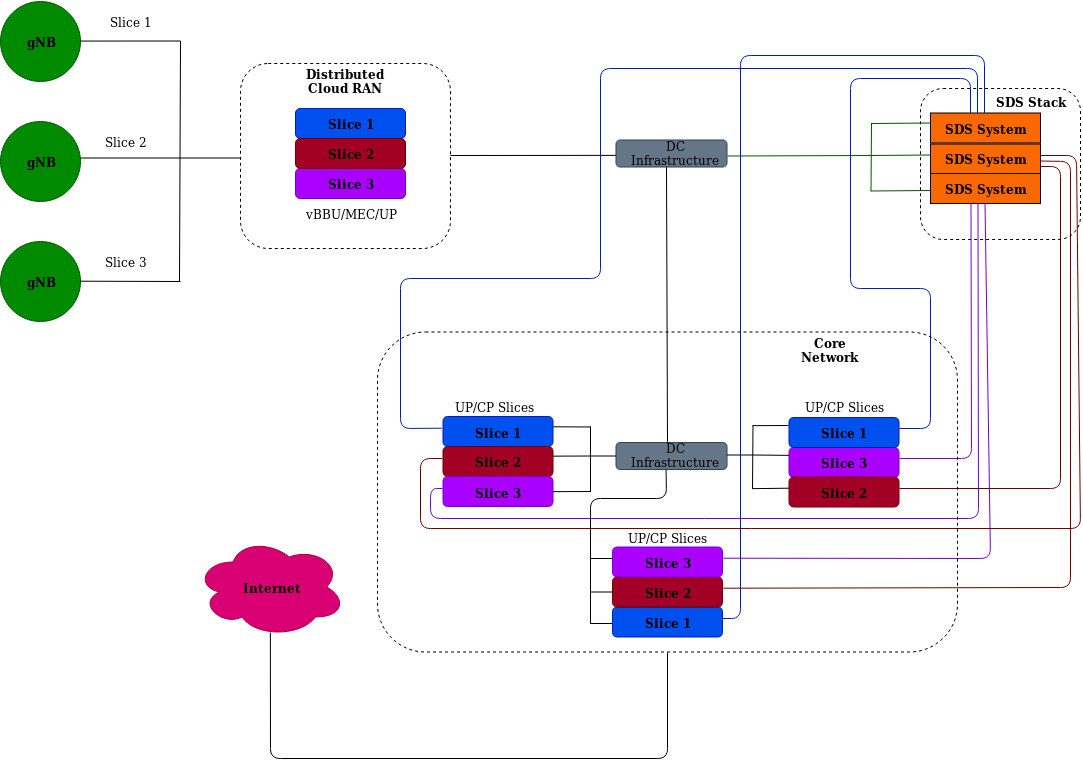 Slice 1
gNB
Slice 2
gNB
Slice 3
gNB
Distributed
Cloud RAN
Slice 1
Slice 2
Slice 3
vBBU/MEC/UP
DC
Infrastructure
SDS Stack
SDS System
SDS System
SDS System
Core
Network
UP/CP Slices
Slice 1
Slice 2
Slice 3
DC
Infrastructure
UP/CP Slices
Slice 1
Slice 3
Slice 2
UP/CP Slices
Slice 3
Slice 2
Slice 1
Internet